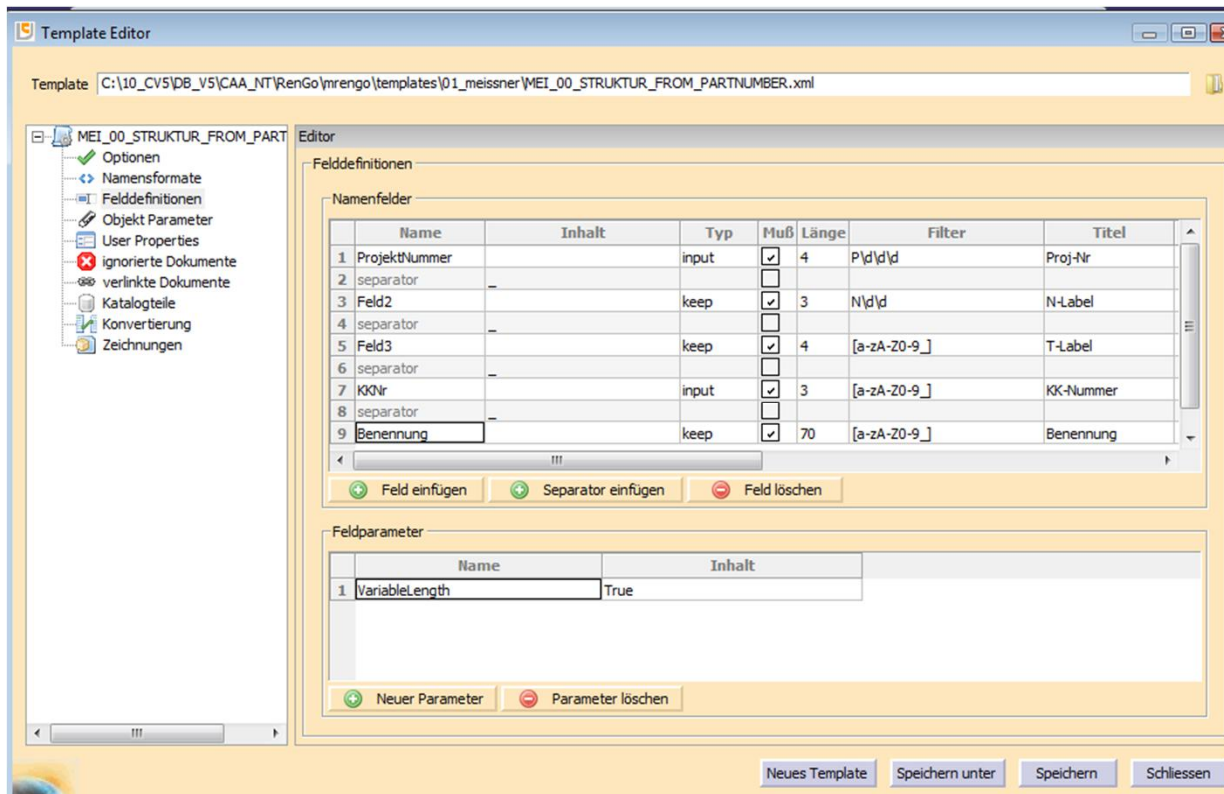 Template Editor
Template C:\10_CV5\DB_V5\CAA_NT\RenGo\mrengo\templates\01_meissner\MEI_00_STRUKTUR_FROM_PARTNUMBER.xml
MEI_00_STRUKTUR_FROM_PART
Optionen
Namensformate
Felddefinitionen
Objekt Parameter
User Properties
ignorierte Dokumente
verlinkte Dokumente
Katalogteile
Konvertierung
Zeichnungen
Editor
Felddefinitionen
Namenfelder
Name Inhalt Typ Muß Länge Filter Titel
1 ProjektNummer input 4 P\d\d\d Proj-Nr
2 separator _
3 Feld2 keep 3 N\d\d N-Label
4 separator _
5 Feld3 keep 4 [a-zA-Z0-9_] T-Label
6 separator _
7 KKNr input 3 [a-zA-Z0-9_] KK-Nummer
8 separator _
9 Benennung keep 70 [a-zA-Z0-9_] Benennung
Feld einfügen Separator einfügen Feld löschen
Feldparameter
Name Inhalt
1 VariableLength True
Neuer Parameter Parameter löschen
Neues Template Speichern unter Speichern Schliessen